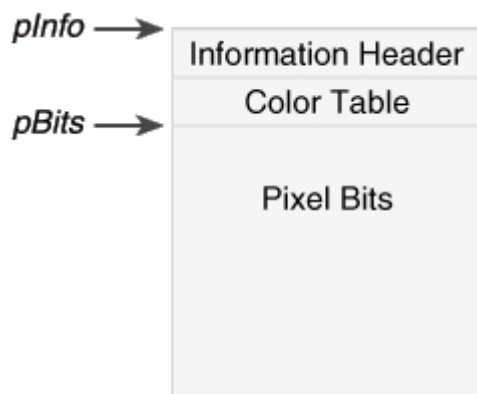 pInfo
Information Header
Color Table
pBits
Pixel Bits